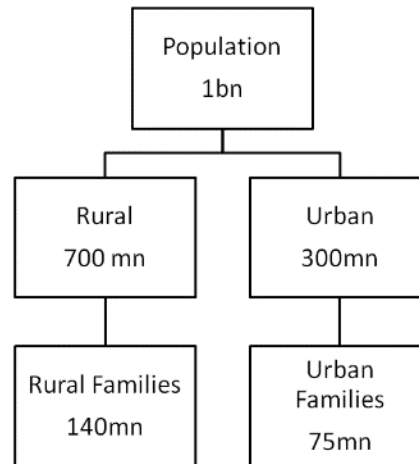 Population
1bn
Rural
700 mn
Urban
300mn
Rural Families
140mn
Urban
Families
75mn